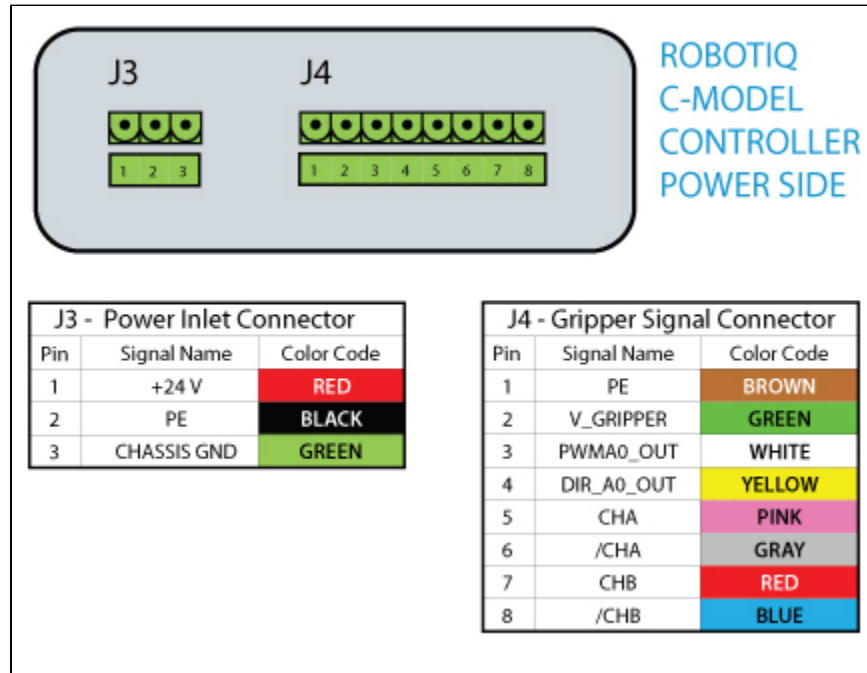 J3
J4
1 2 3
1 2 3 4 5 6 7 8
ROBOTIQ
C-MODEL
CONTROLLER
POWER SIDE
J3 - Power Inlet Connector
Pin Signal Name Color Code
1 +24 V RED
2 PE BLACK
3 CHASSIS GND GREEN
J4 - Gripper Signal Connector
Pin Signal Name Color Code
1 PE BROWN
2 V_GRIPPER GREEN
3 PWMA0_OUT WHITE
4 DIR_A0_OUT YELLOW
5 CHA PINK
6 /CHA GRAY
7 CHB RED
8 /CHB BLUE